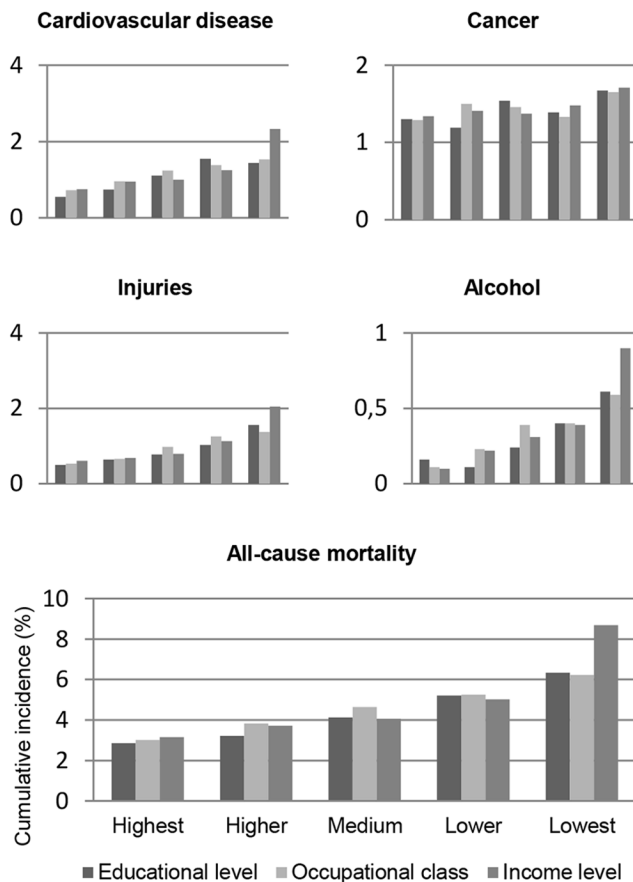 Cardiovascular disease
4
2
0
Cancer
2
1
0
Injuries
4
2
0
Alcohol
1
0,5
0
All-cause mortality
Cumulative incidence (%)
10
8
6
4
2
0
Highest Higher Medium Lower Lowest
Educational level Occupational class Income level